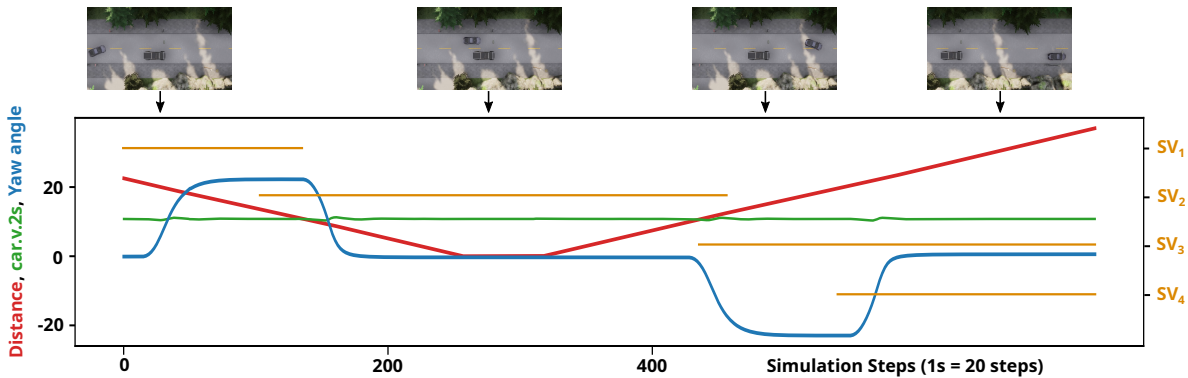 Distance, car.v.2s, Yaw angle
20
0
-20
SV1
SV2
SV3
SV4
0
200
400
Simulation Steps (1s = 20 steps)